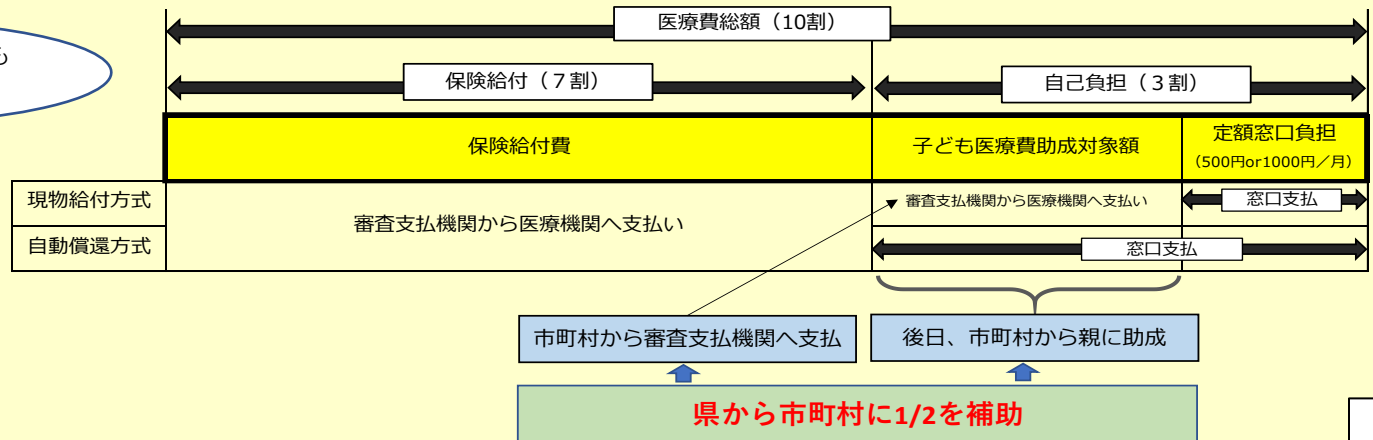 も
医療費総額（10割）
保険給付（７割）
自己負担（３割）
保険給付費
子ども医療費助成対象額
定額窓口負担
（500円or1000円／月）
現物給付方式
審査支払機関から医療機関へ支払い
審査支払機関から医療機関へ支払い
窓口支払
自動償還方式
窓口支払
市町村から審査支払機関へ支払
後日、市町村から親に助成
県から市町村に1/2を補助